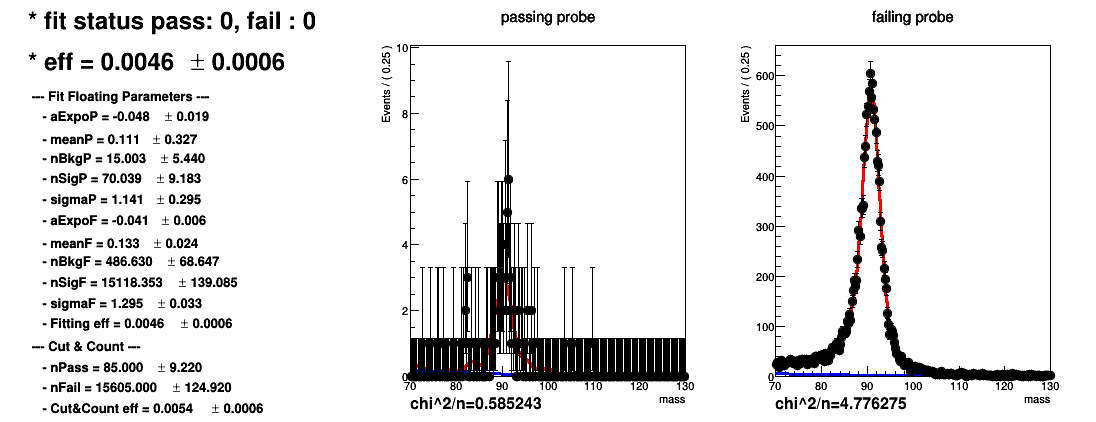 * fit status pass: 0, fail : 0
* eff = 0.0046 ± 0.0006
--- Fit Floating Parameters ---
- aExpoP = -0.048 ± 0.019
- meanP = 0.111 ± 0.327
- nBkgP = 15.003 ± 5.440
- nSigP = 70.039 ± 9.183
- sigmaP = 1.141 ± 0.295
- aExpoF = -0.041 ± 0.006
- meanF = 0.133 ± 0.024
- nBkgF = 486.630 ± 68.647
- nSigF = 15118.353 ± 139.085
- sigmaF = 1.295 ± 0.033
- Fitting eff = 0.0046 ± 0.0006
--- Cut & Count ---
- nPass = 85.000 ± 9.220
- nFail = 15605.000 ± 124.920
- Cut&Count eff = 0.0054 ± 0.0006
passing probe
Events / ( 0.25 )
10
8
6
4
2
0
70 80 90 100 110 120 130
mass
chi^2/n=0.585243
failing probe
Events / ( 0.25 )
600
500
400
300
200
100
0
70 80 90 100 110 120 130
mass
chi^2/n=4.776275